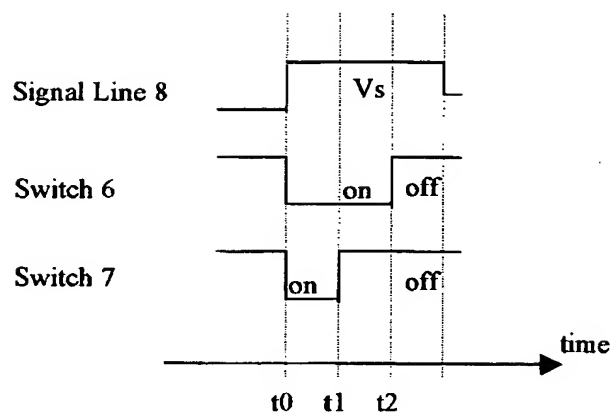 Signal Line 8
Vs
Switch 6
on
off
Switch 7
on
off
time
t0
t1
t2